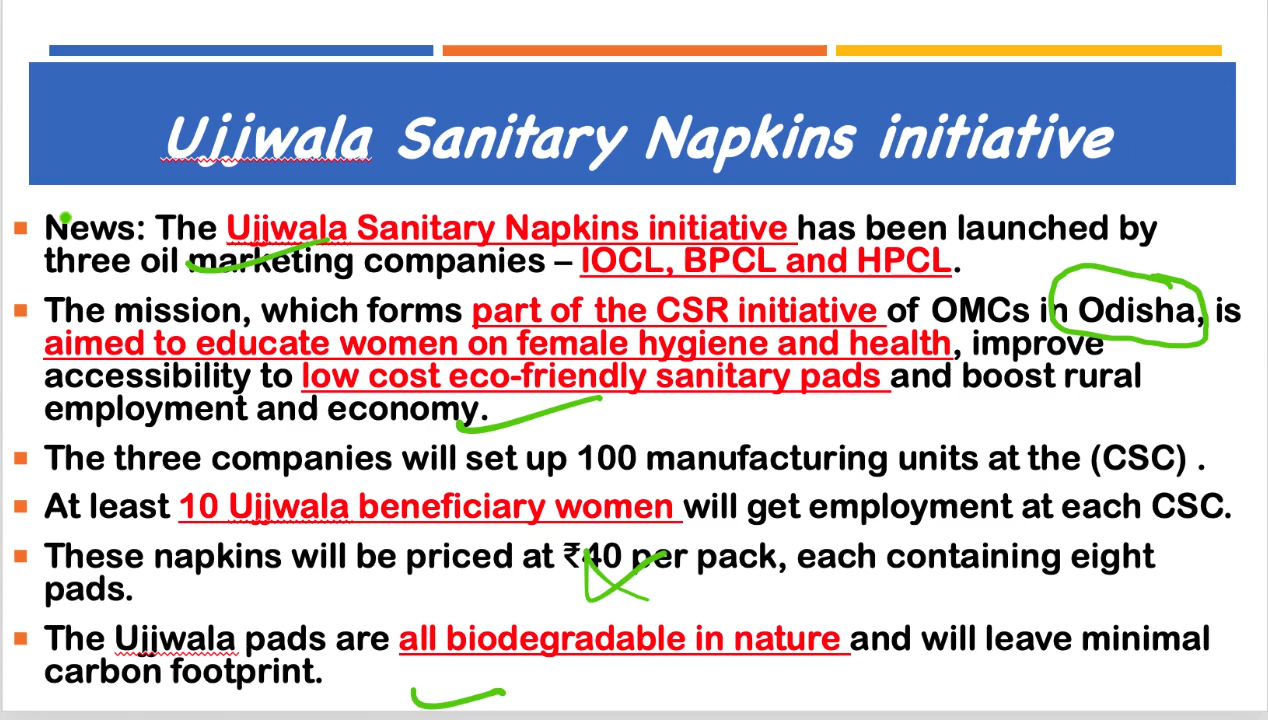 Ujjwala Sanitary Napkins initiative
News: The Ujjwala Sanitary Napkins initiative has been launched by
three oil marketing companies – IOCL, BPCL and HPCL.
The mission, which forms part of the CSR initiative of OMCs in Odisha, is
aimed to educate women on female hygiene and health, improve
accessibility to low cost eco-friendly sanitary pads and boost rural
employment and economy.
The three companies will set up 100 manufacturing units at the (CSC) .
At least 10 Ujjwala beneficiary women will get employment at each CSC.
These napkins will be priced at ₹40 per pack, each containing eight
pads.
The Ujjwala pads are all biodegradable in nature and will leave minimal
carbon footprint.